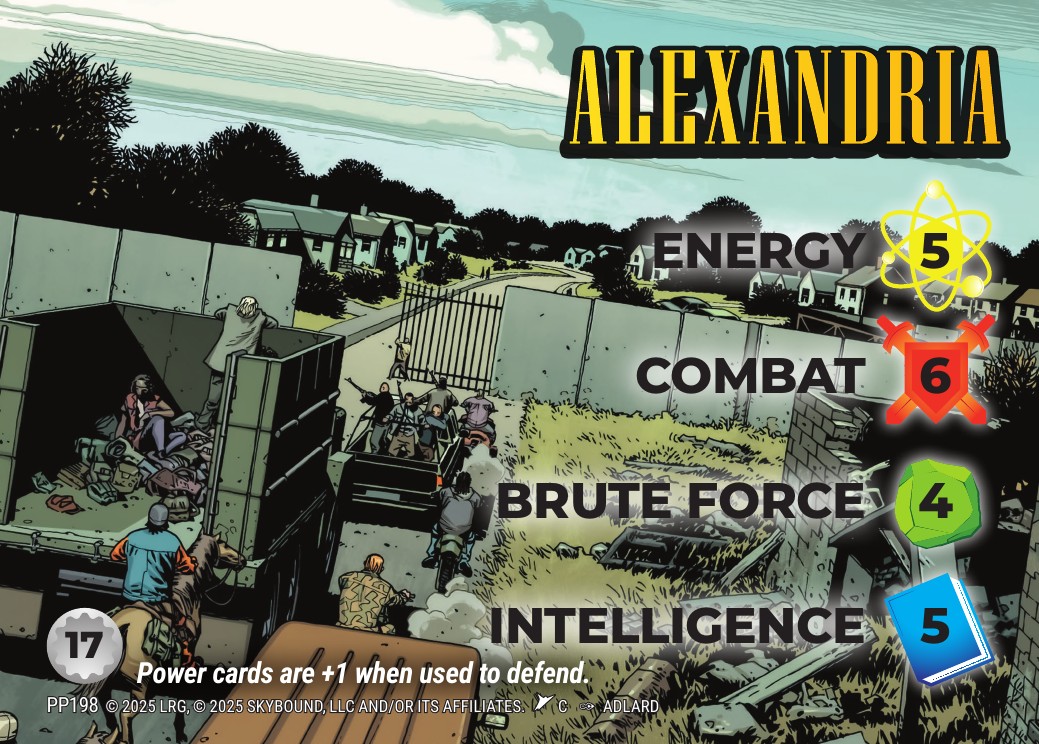 ALEXANDRIA
ENERGY 5
COMBAT 6
BRUTE FORCE 4
INTELLIGENCE 5
17
Power cards are +1 when used to defend.
PP198 © 2025 LRG, © 2025 SKYBOUND, LLC AND/OR ITS AFFILIATES. C ADLARD